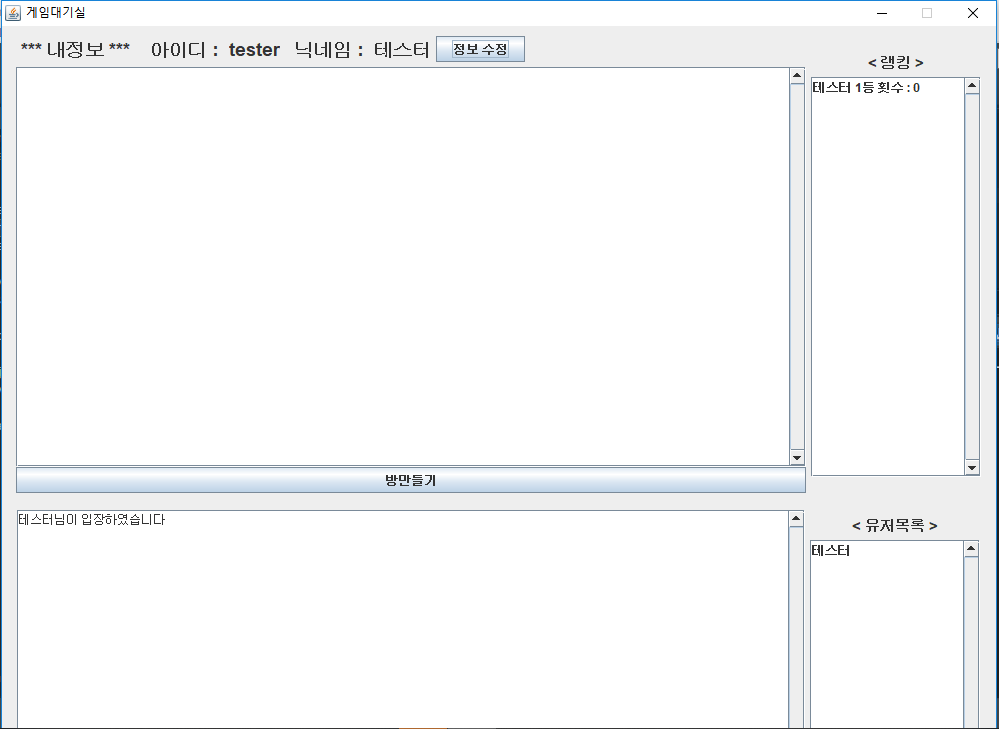 게임대기실
*** 내정보 *** 아이디 : tester 닉네임 : 테스터 정보 수정
< 랭킹 >
테스터 1등 횟수 : 0
방만들기
테스터님이 입장하였습니다
< 유저목록 >
테스터